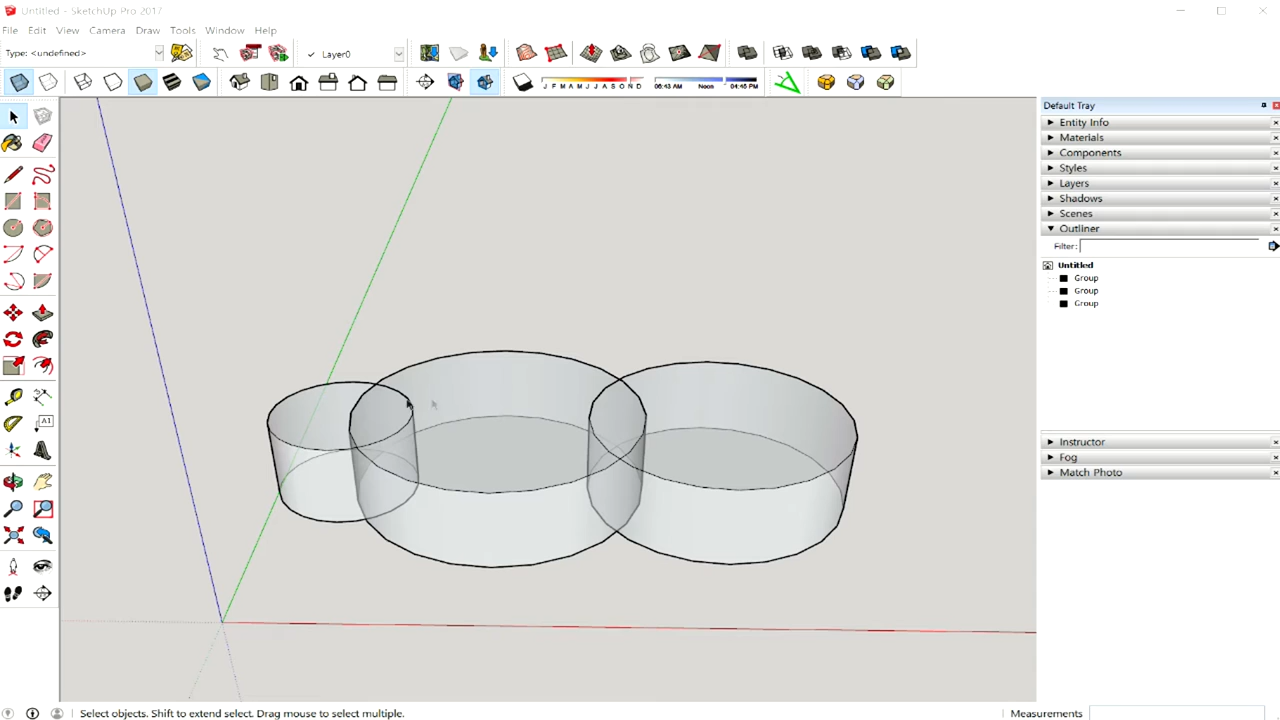 Untitled - SketchUp Pro 2017
File Edit View Camera Draw Tools Window Help
Type: <undefined>
Layer0
J F M A M J J A S O N D
06:43 AM Noon 04:45 PM
Default Tray
Entity Info
Materials
Components
Styles
Layers
Shadows
Scenes
Outliner
Filter:
Untitled
Group
Group
Group
Instructor
Fog
Match Photo
A1
Select objects. Shift to extend select. Drag mouse to select multiple.
Measurements